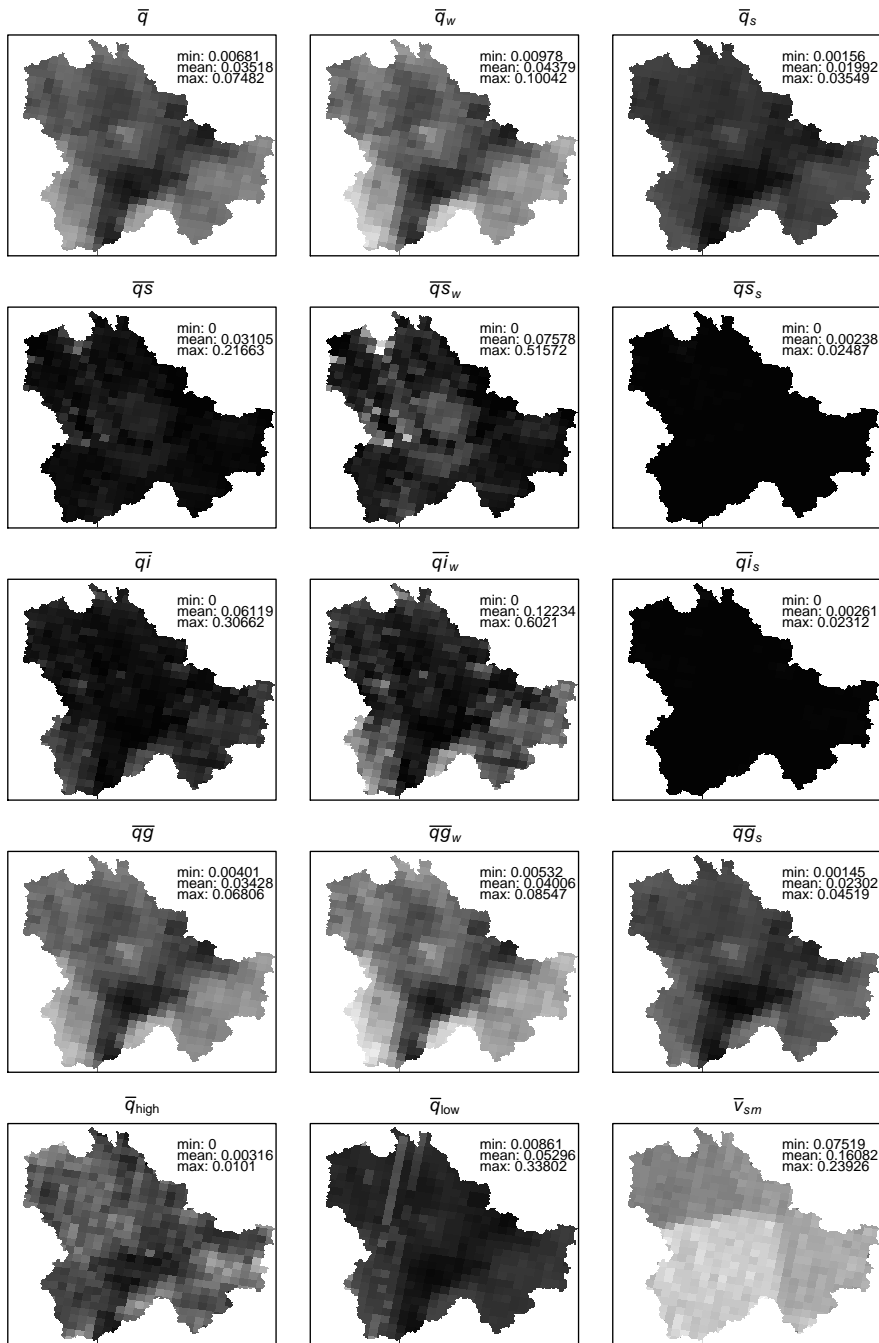 q̅ q̅w q̅s
min: 0.00681
mean: 0.03518
max: 0.07482
min: 0.00978
mean: 0.04379
max: 0.10042
min: 0.00156
mean: 0.01992
max: 0.03549
q̅s̅ q̅s̅w q̅s̅s
min: 0
mean: 0.03105
max: 0.21663
min: 0
mean: 0.07578
max: 0.51572
min: 0
mean: 0.00238
max: 0.02487
q̅i̅ q̅i̅w q̅i̅s
min: 0
mean: 0.06119
max: 0.30662
min: 0
mean: 0.12234
max: 0.6021
min: 0
mean: 0.00261
max: 0.02312
q̅g̅ q̅g̅w q̅g̅s
min: 0.00401
mean: 0.03428
max: 0.06806
min: 0.00532
mean: 0.04006
max: 0.08547
min: 0.00145
mean: 0.02302
max: 0.04519
q̅high q̅low v̅sm
min: 0
mean: 0.00316
max: 0.0101
min: 0.00861
mean: 0.05296
max: 0.33802
min: 0.07519
mean: 0.16082
max: 0.23926